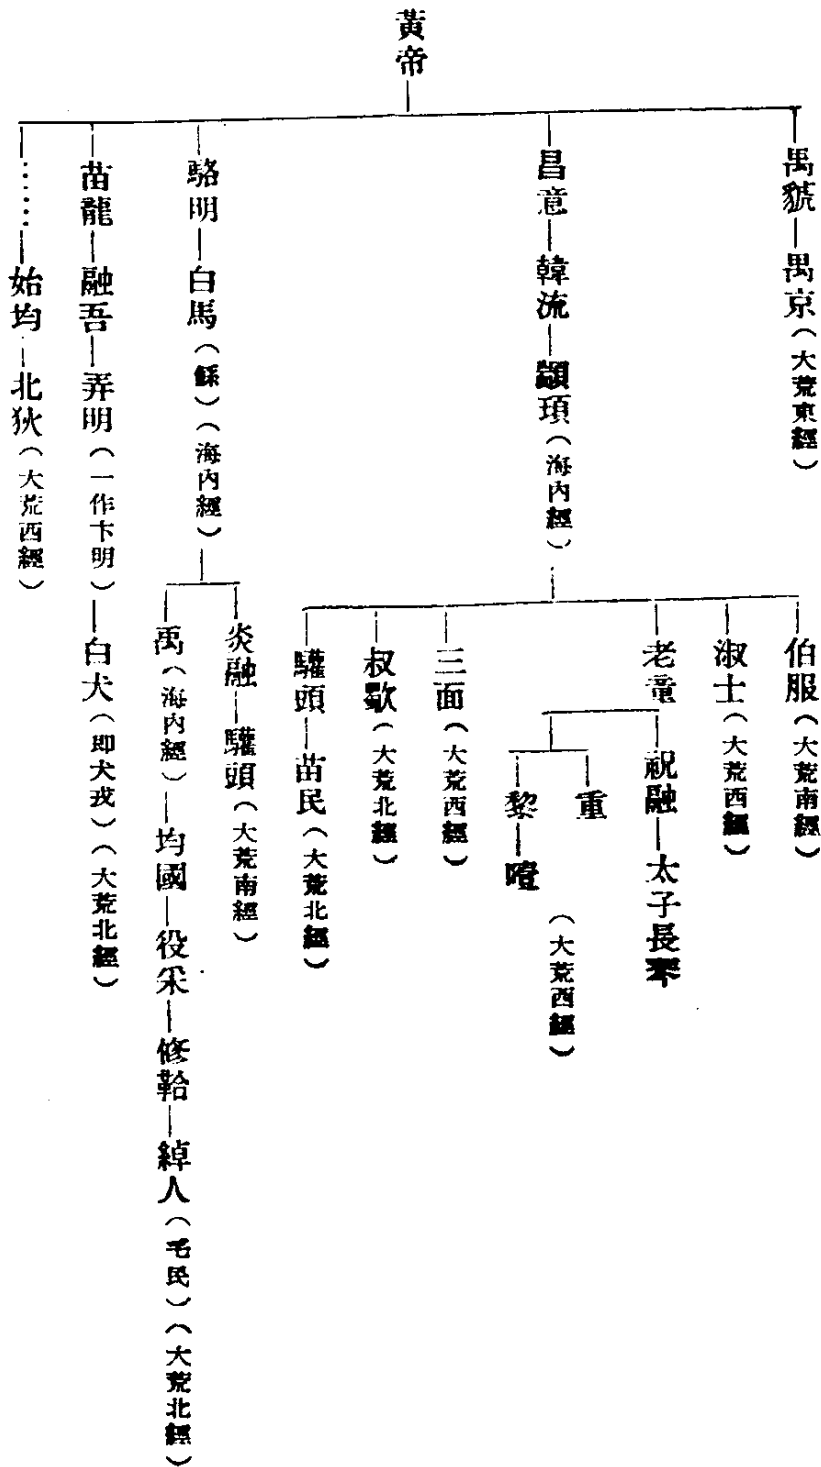 黃帝
禺䝞—禺京（大荒東經）
昌意—韓流—顓頊（海內經）
伯服（大荒南經）
淑士（大荒西經）
老童
祝融—太子長琴
重
黎—噎
（大荒西經）
三面（大荒西經）
叔歜（大荒北經）
驩頭—苗民（大荒北經）
駱明—白馬（鯀）（海內經）
炎融—驩頭（大荒南經）
禹（海內經）—均國—役采—修鞈—綽人（毛民）（大荒北經）
苗龍—融吾—弄明（一作卞明）—白犬（即犬戎）（大荒北經）
……—始均—北狄（大荒西經）